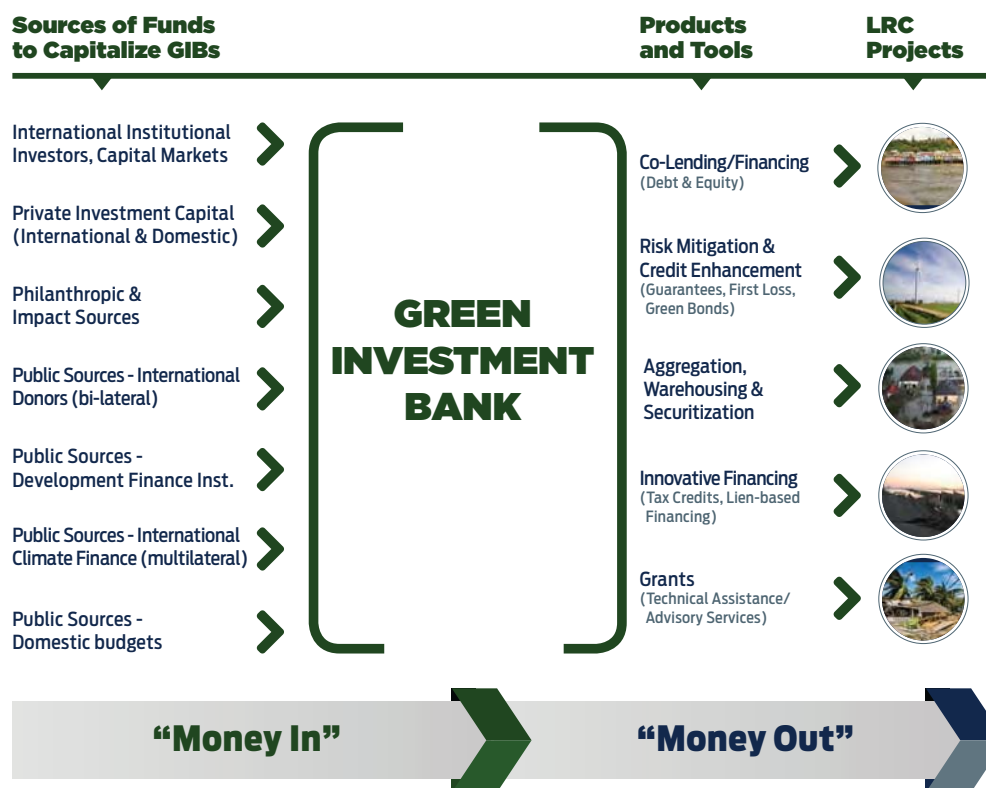 Sources of Funds
to Capitalize GIBs
Products
and Tools
LRC
Projects
International Institutional
Investors, Capital Markets
Private Investment Capital
(International & Domestic)
Philanthropic &
Impact Sources
Public Sources - International
Donors (bi-lateral)
Public Sources -
Development Finance Inst.
Public Sources - International
Climate Finance (multilateral)
Public Sources -
Domestic budgets
GREEN
INVESTMENT
BANK
Co-Lending/Financing
(Debt & Equity)
Risk Mitigation &
Credit Enhancement
(Guarantees, First Loss,
Green Bonds)
Aggregation,
Warehousing &
Securitization
Innovative Financing
(Tax Credits, Lien-based
Financing)
Grants
(Technical Assistance/
Advisory Services)
“Money In”
“Money Out”